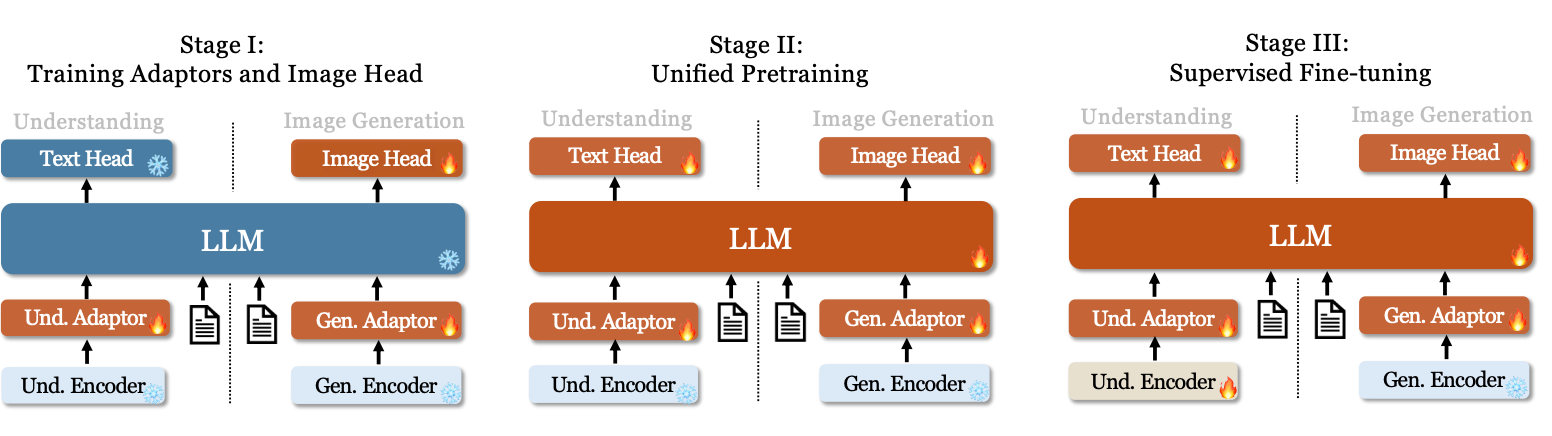 Stage I:
Training Adaptors and Image Head
Understanding
Image Generation
Text Head
Image Head
LLM
Und. Adaptor
Gen. Adaptor
Und. Encoder
Gen. Encoder
Stage II:
Unified Pretraining
Understanding
Image Generation
Text Head
Image Head
LLM
Und. Adaptor
Gen. Adaptor
Und. Encoder
Gen. Encoder
Stage III:
Supervised Fine-tuning
Understanding
Image Generation
Text Head
Image Head
LLM
Und. Adaptor
Gen. Adaptor
Und. Encoder
Gen. Encoder